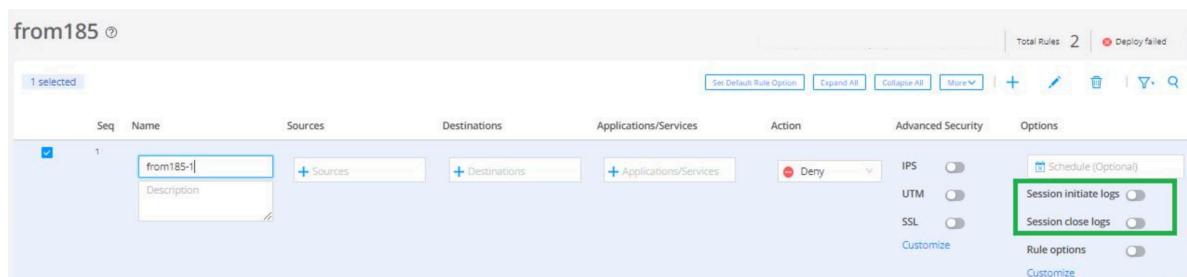 from185
Total Rules 2 Deploy failed
1 selected
Set Default Rule Option Expand All Collapse All More
Seq Name Sources Destinations Applications/Services Action Advanced Security Options
1 from185-1 Sources Destinations Applications/Services Deny IPS Schedule (Optional)
Description UTM Session initiate logs
SSL Session close logs
Customize Rule options
Customize